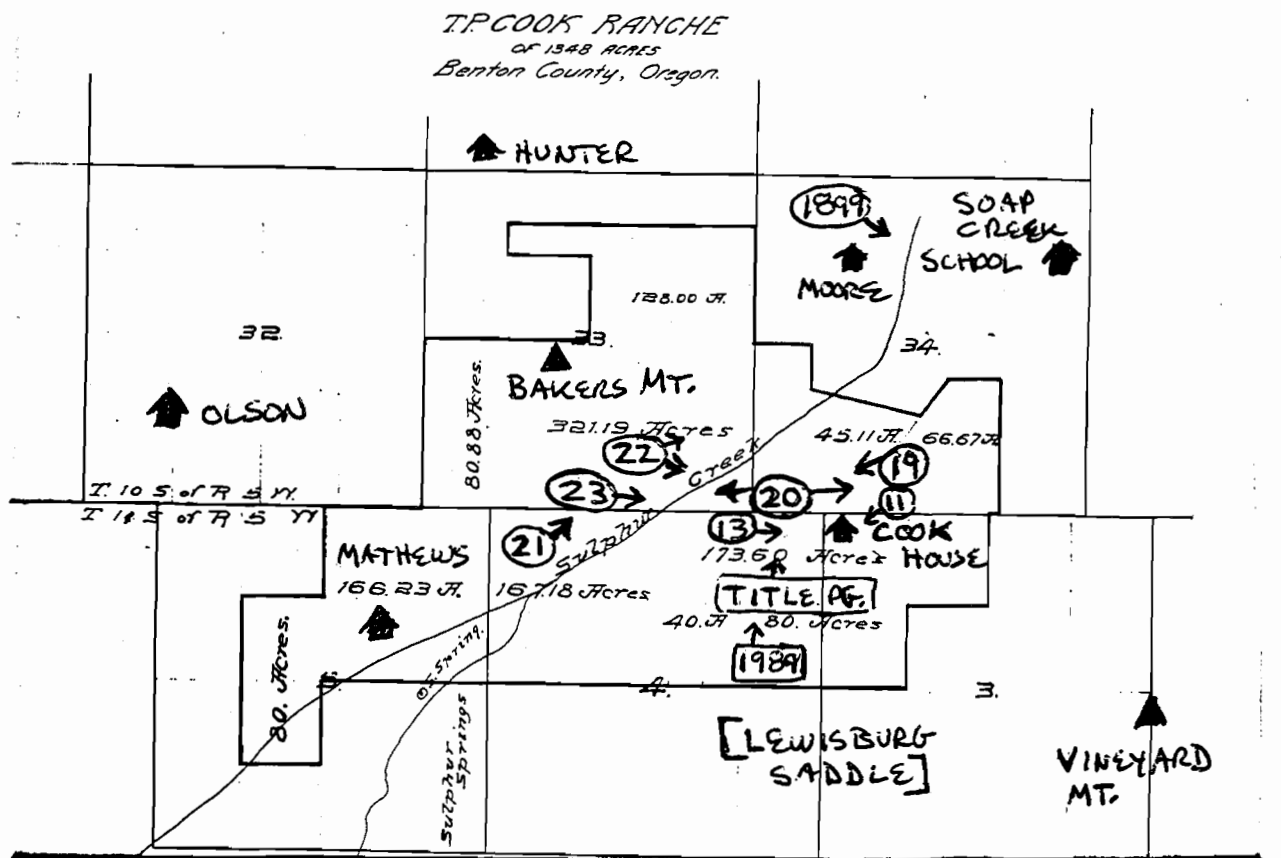 T.P. COOK RANCHE
OF 1348 ACRES
Benton County, Oregon.
HUNTER
1899
SOAP
CREEK
SCHOOL
MOORE
128.00 A.
32.
33.
34.
BAKERS MT.
OLSON
80.88 Acres.
321.19 Acres
45.11 A. 66.67 A
22
Creek
19
23
20
11
T. 10 S of R 5 W.
T 11 S of R 5 W
21
Sulphur
13
COOK
HOUSE
MATHEWS
166.23 A.
167.18 Acres
173.60 Acres
TITLE PG.
40. A 80. Acres
80. Acres.
S. Spring.
1989
5.
4.
3.
Sulphur
Springs
[LEWISBURG
SADDLE]
VINEYARD
MT.